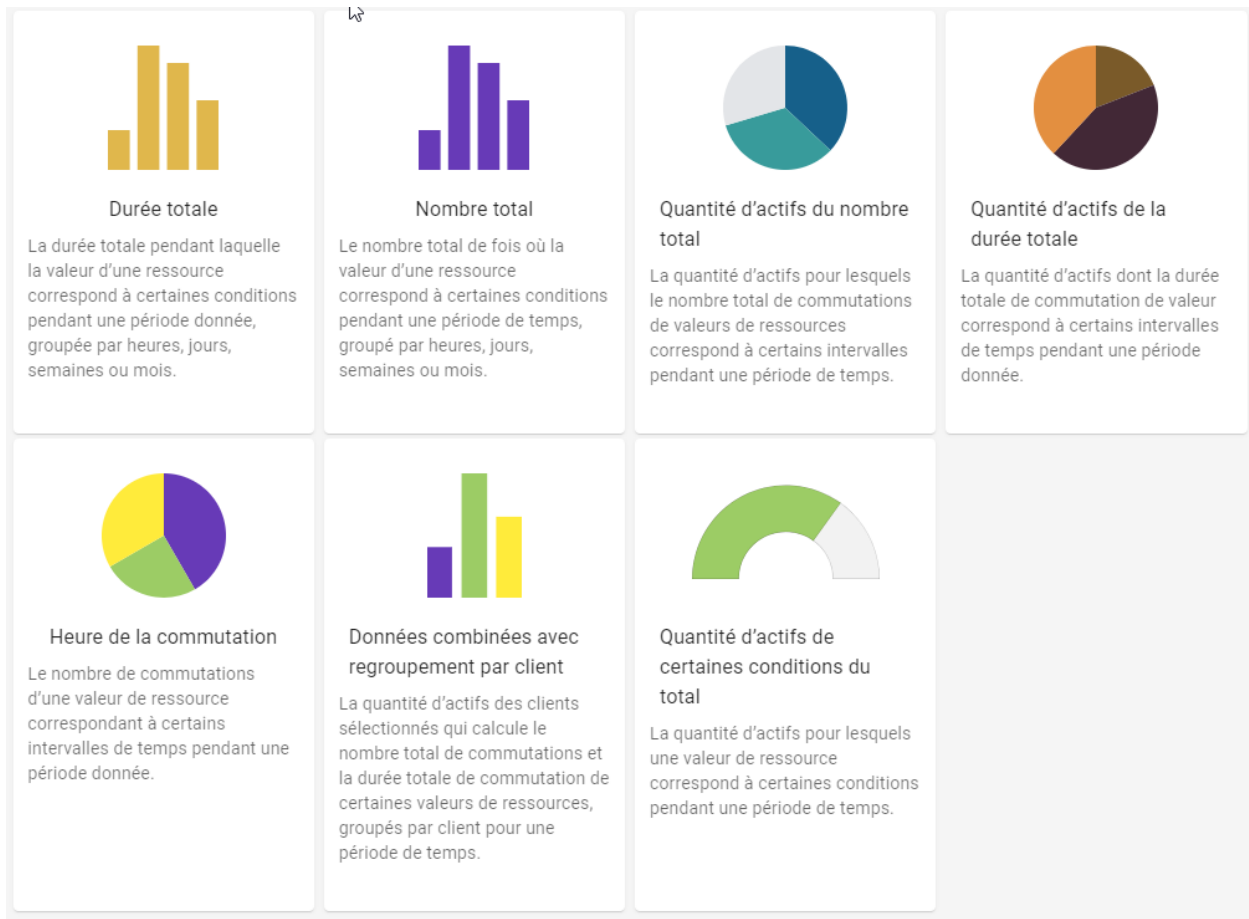 Durée totale
La durée totale pendant laquelle
la valeur d’une ressource
correspond à certaines conditions
pendant une période donnée,
groupée par heures, jours,
semaines ou mois.
Nombre total
Le nombre total de fois où la
valeur d’une ressource
correspond à certaines conditions
pendant une période de temps,
groupé par heures, jours,
semaines ou mois.
Quantité d’actifs du nombre
total
La quantité d’actifs pour lesquels
le nombre total de commutations
de valeurs de ressources
correspond à certains intervalles
pendant une période de temps.
Quantité d’actifs de la
durée totale
La quantité d’actifs dont la durée
totale de commutation de valeur
correspond à certains intervalles
de temps pendant une période
donnée.
Heure de la commutation
Le nombre de commutations
d’une valeur de ressource
correspondant à certains
intervalles de temps pendant une
période donnée.
Données combinées avec
regroupement par client
La quantité d’actifs des clients
sélectionnés qui calcule le
nombre total de commutations et
la durée totale de commutation de
certaines valeurs de ressources,
groupés par client pour une
période de temps.
Quantité d’actifs de
certaines conditions du
total
La quantité d’actifs pour lesquels
une valeur de ressource
correspond à certaines conditions
pendant une période de temps.